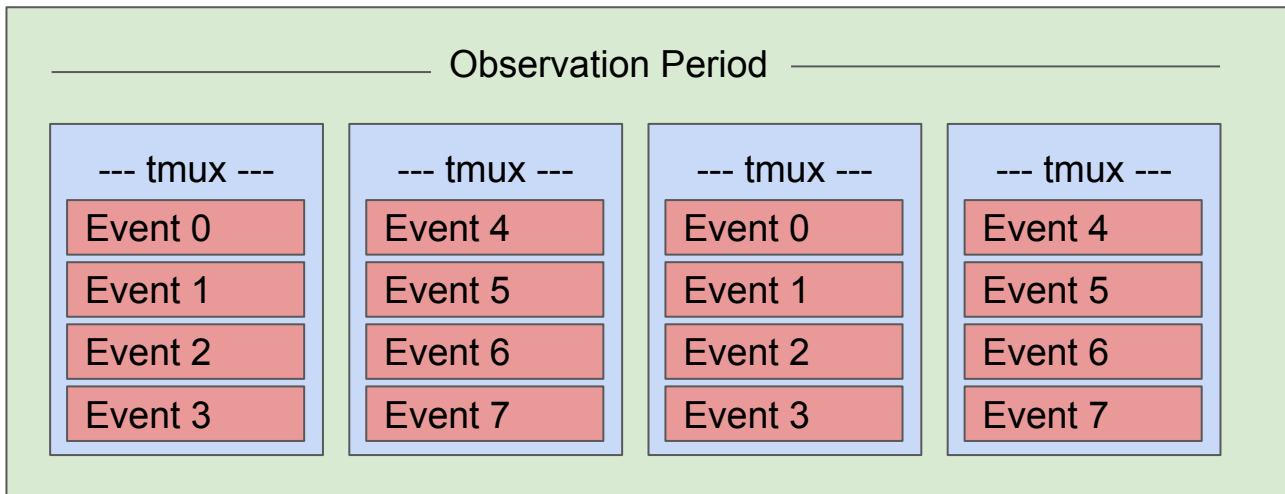 Observation Period
--- tmux ---
Event 0
Event 1
Event 2
Event 3
--- tmux ---
Event 4
Event 5
Event 6
Event 7
--- tmux ---
Event 0
Event 1
Event 2
Event 3
--- tmux ---
Event 4
Event 5
Event 6
Event 7